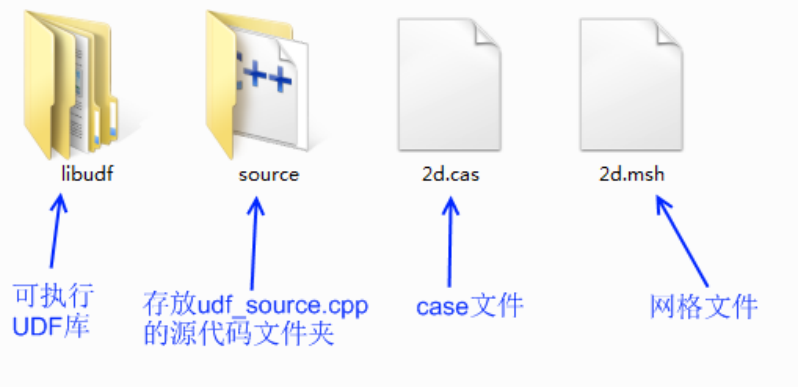 C++
libudf
source
2d.cas
2d.msh
可执行
UDF库
存放udf_source.cpp
的源代码文件夹
case文件
网格文件